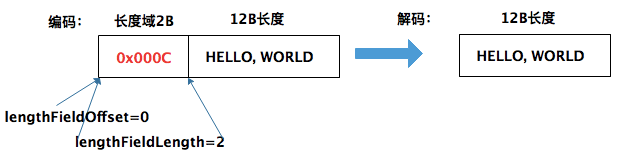 编码： 长度域2B 12B长度 解码： 12B长度
0x000C HELLO, WORLD HELLO, WORLD
lengthFieldOffset=0
lengthFieldLength=2